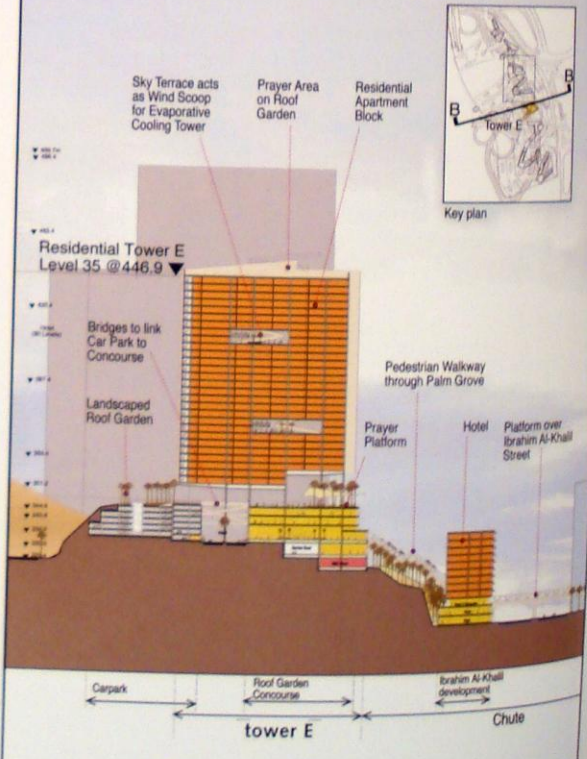 Sky Terrace acts
as Wind Scoop
for Evaporative
Cooling Tower
Prayer Area
on Roof
Garden
Residential
Apartment
Block
B
B
Tower E
Key plan
Residential Tower E
Level 35 @446.9
Bridges to link
Car Park to
Concourse
Landscaped
Roof Garden
Pedestrian Walkway
through Palm Grove
Prayer
Platform
Hotel
Platform over
Ibrahim Al-Khalil
Street
Carpark
Roof Garden
Concourse
Ibrahim Al-Khalil
development
tower E
Chute